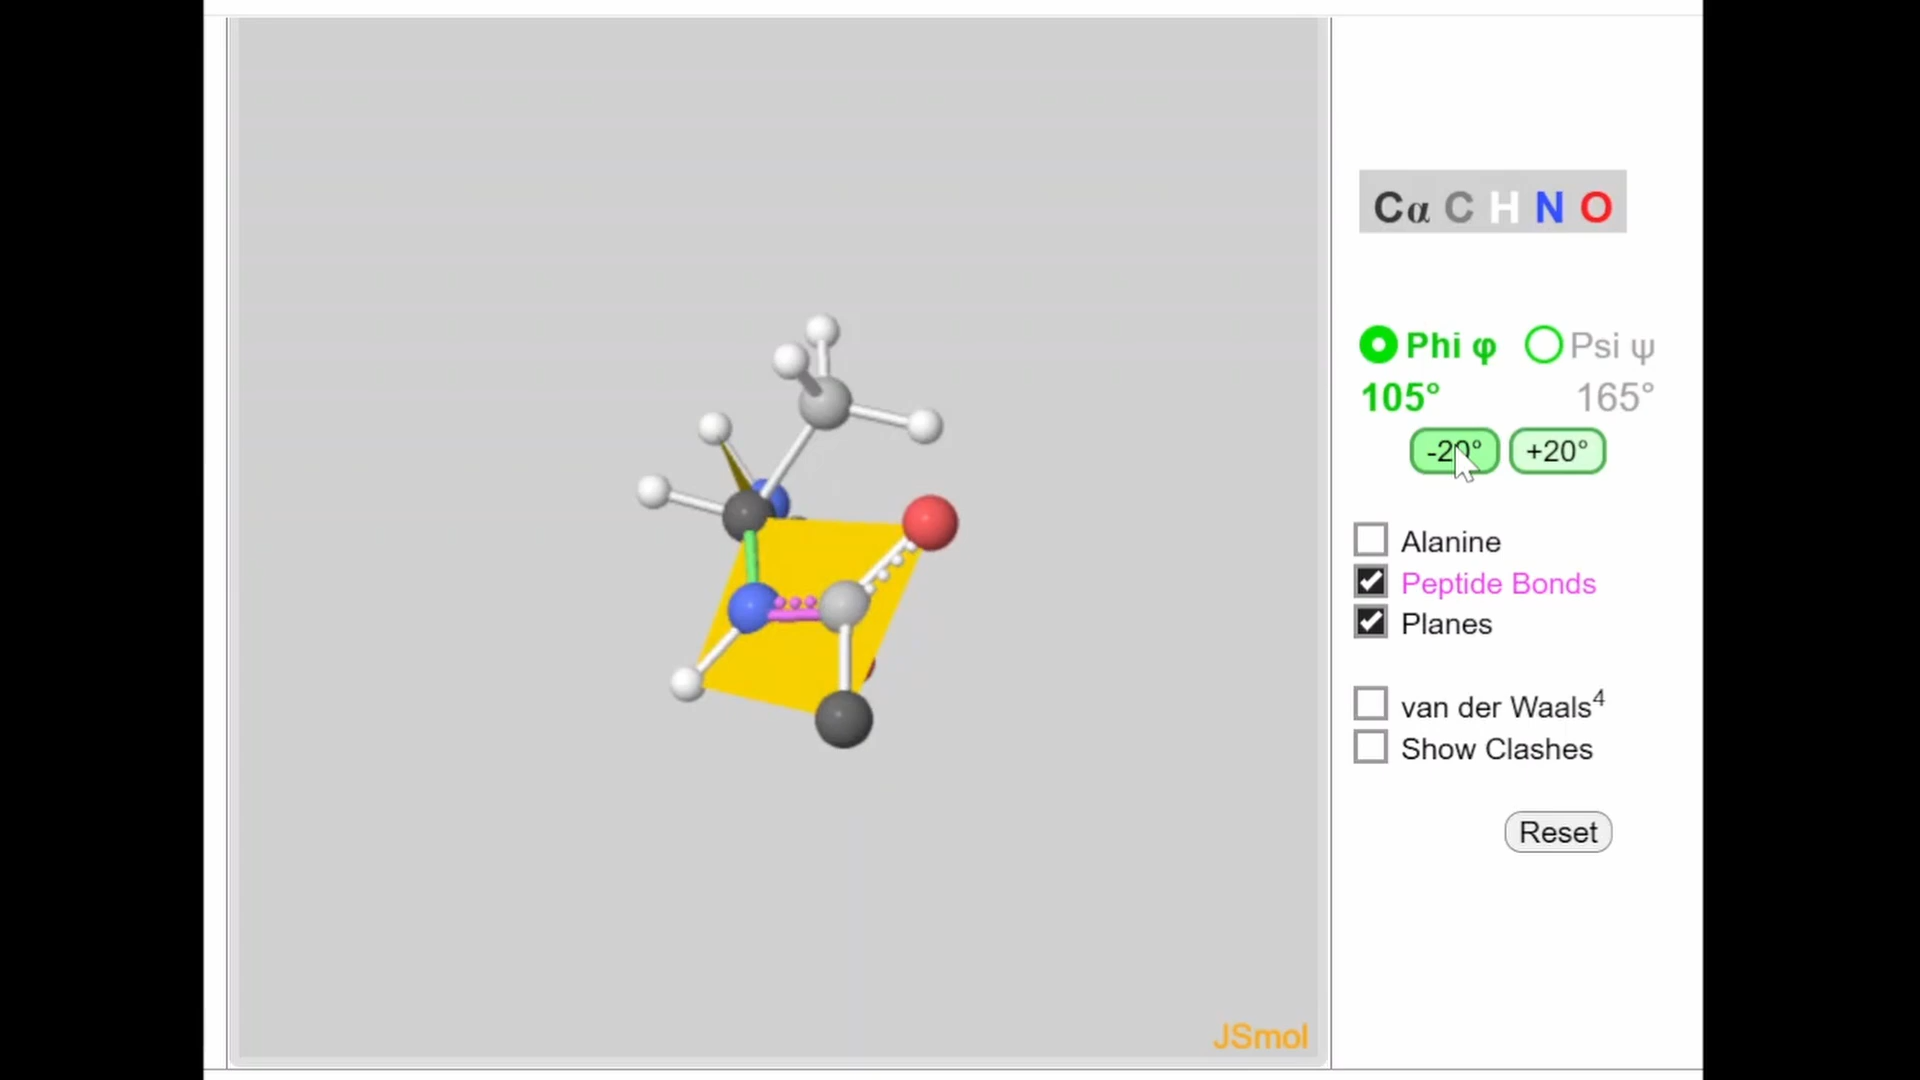 Cα C H N O
Phi φ Psi ψ
105° 165°
-20° +20°
Alanine
Peptide Bonds
Planes
van der Waals4
Show Clashes
Reset
JSmol